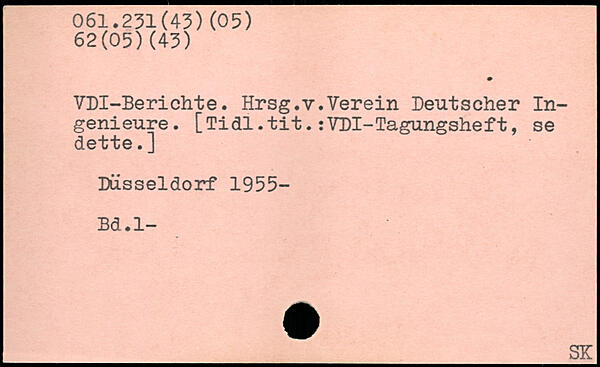 061.231(43)(05)
62(05)(43)
VDI-Berichte. Hrsg.v.Verein Deutscher In-
genieure. [Tidl.tit.:VDI-Tagungsheft, se
dette.]
Düsseldorf 1955-
Bd.1-
SK